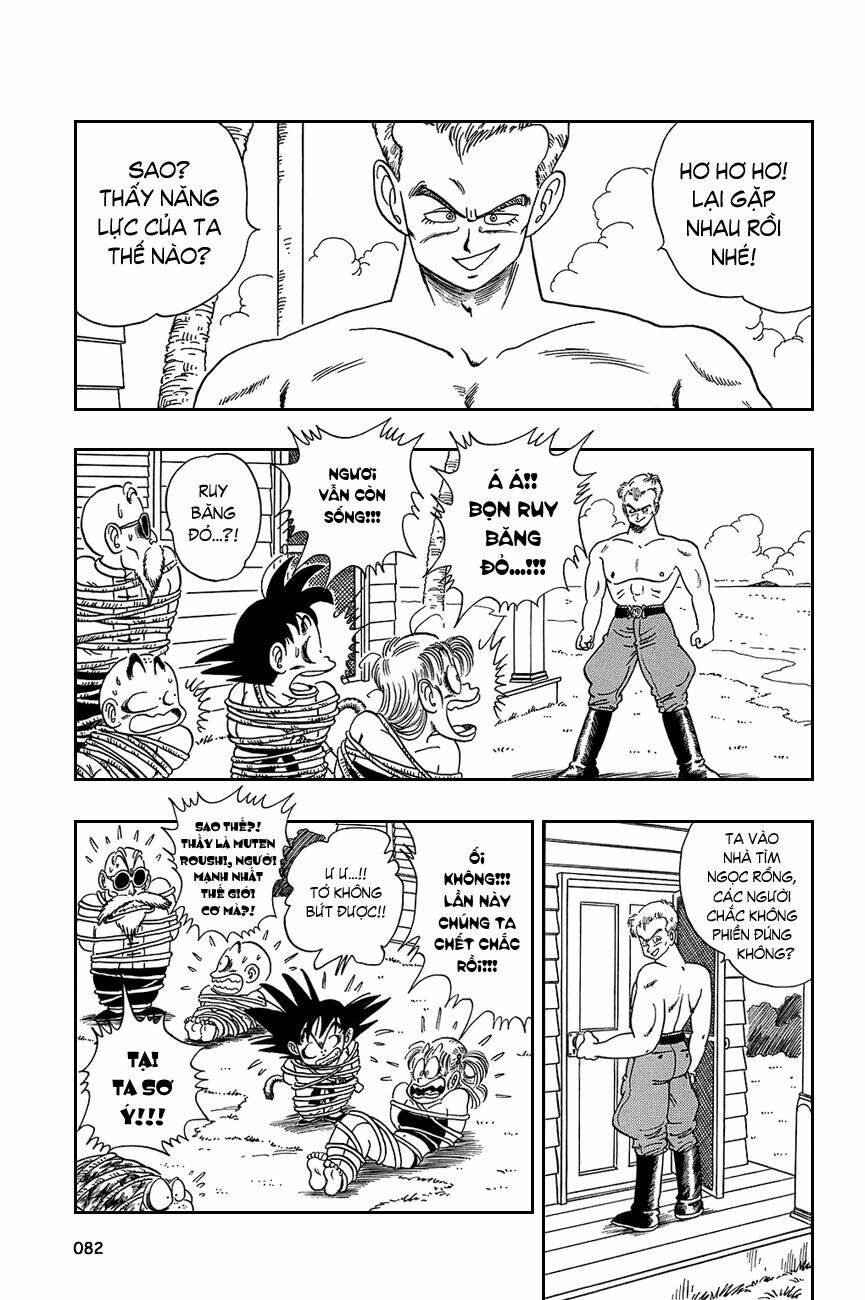 HƠ HƠ HƠ!
LẠI GẶP
NHAU RỒI
NHÉ!
SAO?
THẤY NĂNG
LỰC CỦA TA
THẾ NÀO?
Á Á!!
BỌN RUY
BĂNG
ĐỎ...!!!
NGƯƠI
VẪN CÒN
SỐNG!!!
RUY
BĂNG
ĐỎ...?!
TA VÀO
NHÀ TÌM
NGỌC RỒNG,
CÁC NGƯỜI
CHẮC KHÔNG
PHIỀN ĐÚNG
KHÔNG?
ỐI
KHÔNG!!!
LẦN NÀY
CHÚNG TA
CHẾT CHẮC
RỒI!!!
Ư Ư...!!
TỚ KHÔNG
BỨT ĐƯỢC!!
SAO THẾ?!
THẦY LÀ MUTEN
ROUSHI, NGƯỜI
MẠNH NHẤT
THẾ GIỚI
CƠ MÀ?!
TẠI
TA SƠ
Ý!!!
082